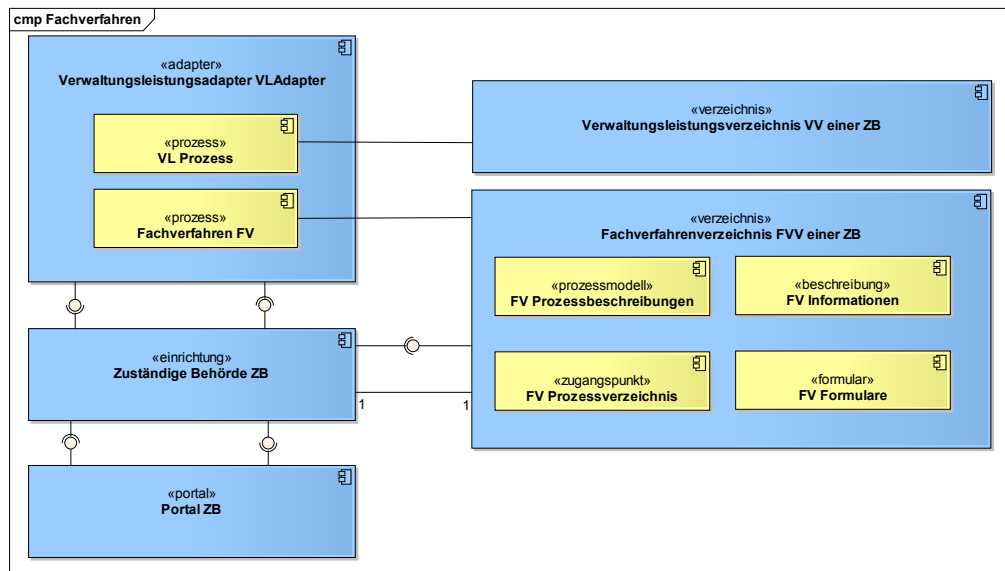 cmp Fachverfahren
«adapter»
Verwaltungsleistungsadapter VLAdapter
«prozess»
VL Prozess
«prozess»
Fachverfahren FV
«verzeichnis»
Verwaltungsleistungsverzeichnis VV einer ZB
«verzeichnis»
Fachverfahrenverzeichnis FVV einer ZB
«prozessmodell»
FV Prozessbeschreibungen
«beschreibung»
FV Informationen
«zugangspunkt»
FV Prozessverzeichnis
«formular»
FV Formulare
«einrichtung»
Zuständige Behörde ZB
1
1
«portal»
Portal ZB